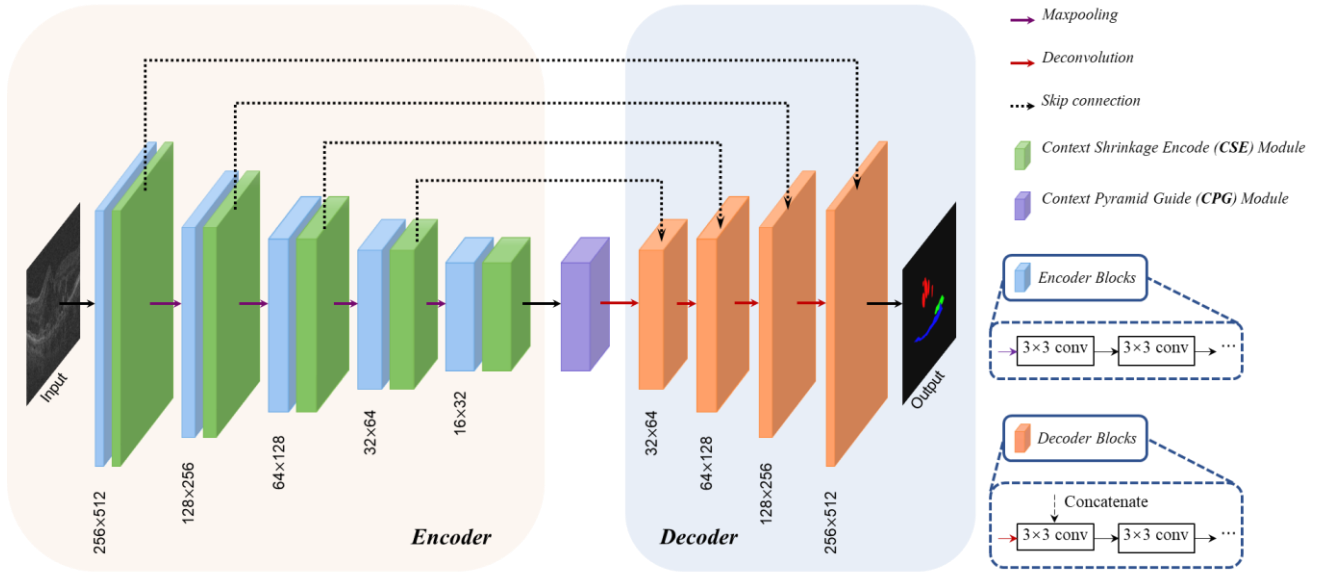 Maxpooling
Deconvolution
Skip connection
Context Shrinkage Encode (CSE) Module
Context Pyramid Guide (CPG) Module
Input
256×512
128×256
64×128
32×64
16×32
32×64
64×128
128×256
256×512
Output
Encoder
Decoder
Encoder Blocks
3×3 conv
3×3 conv
...
Decoder Blocks
Concatenate
3×3 conv
3×3 conv
...